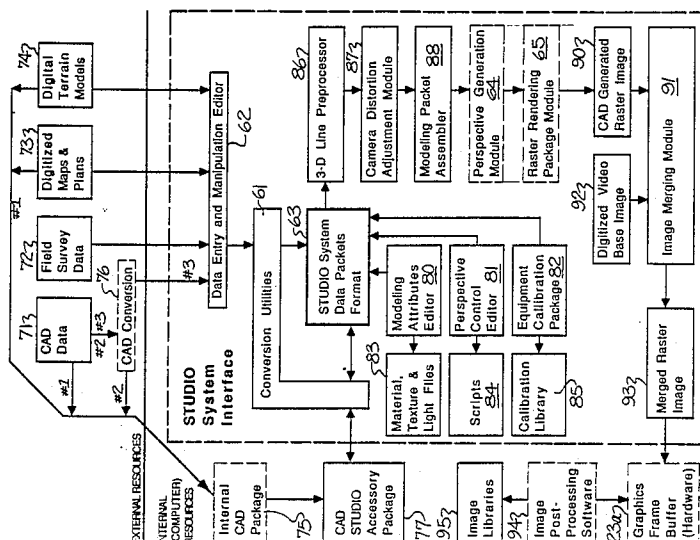 74
Digital
Terrain
Models
73
Digitized
Maps &
Plans
72
Field
Survey
Data
71
CAD
Data
#1
#2
#3
76
CAD Conversion
#1
#2
#3
Data Entry and Manipulation Editor
62
EXTERNAL RESOURCES
INTERNAL
(COMPUTER)
RESOURCES
STUDIO
System
Interface
Conversion Utilities
61
63
STUDIO System
Data Packets
Format
86
3-D Line Preprocessor
87
Camera Distortion
Adjustment Module
Modeling Packet
Assembler
88
Perspective Generation
Module
64
Raster Rendering
Package Module
65
90
CAD Generated
Raster Image
92
Digitized Video
Base Image
Image Merging Module
91
83
Material,
Texture &
Light Files
Modeling
Attributes
Editor
80
Scripts
84
Perspective
Control
Editor
81
Calibration
Library
85
Equipment
Calibration
Package
82
93
Merged Raster
Image
Internal
CAD
Package
75
CAD
STUDIO
Accessory
Package
77
95
Image
Libraries
94
Image
Post-
Processing
Software
23a
Graphics
Frame
Buffer
(Hardware)